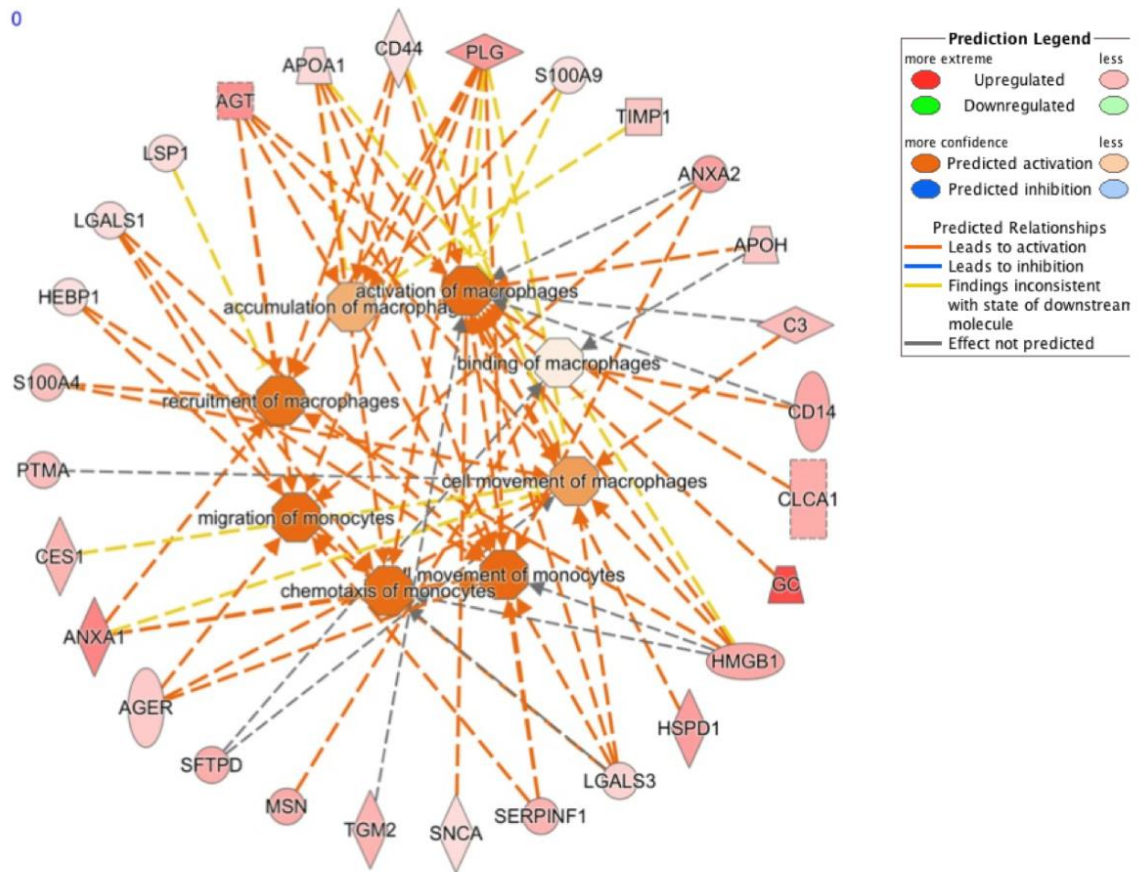 0
CD44
PLG
APOA1
S100A9
AGT
TIMP1
LSP1
ANXA2
LGALS1
APOH
HEBP1
activation of macrophages
accumulation of macrophag
C3
binding of macrophages
S100A4
recruitment of macrophages
CD14
PTMA
cell movement of macrophages
CLCA1
migration of monocytes
CES1
ll movement of monocytes
chemotaxis of monocytes
GC
ANXA1
HMGB1
AGER
HSPD1
SFTPD
LGALS3
MSN
SERPINF1
TGM2
SNCA
Prediction Legend
more extreme less
Upregulated
Downregulated
more confidence less
Predicted activation
Predicted inhibition
Predicted Relationships
Leads to activation
Leads to inhibition
Findings inconsistent
with state of downstream
molecule
Effect not predicted